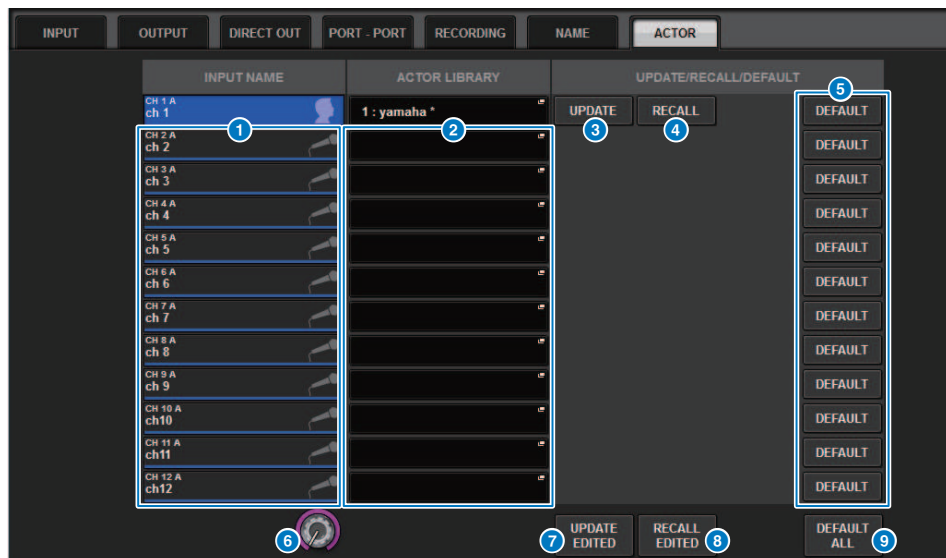 INPUT OUTPUT DIRECT OUT PORT - PORT RECORDING NAME ACTOR
INPUT NAME ACTOR LIBRARY UPDATE/RECALL/DEFAULT
5
CH 1 A
ch 1 1 : yamaha * UPDATE RECALL DEFAULT
1 2 3 4
CH 2 A
ch 2 DEFAULT
CH 3 A
ch 3 DEFAULT
CH 4 A
ch 4 DEFAULT
CH 5 A
ch 5 DEFAULT
CH 6 A
ch 6 DEFAULT
CH 7 A
ch 7 DEFAULT
CH 8 A
ch 8 DEFAULT
CH 9 A
ch 9 DEFAULT
CH 10 A
ch10 DEFAULT
CH 11 A
ch11 DEFAULT
CH 12 A
ch12 DEFAULT
6 7 UPDATE EDITED RECALL EDITED 8 DEFAULT ALL 9